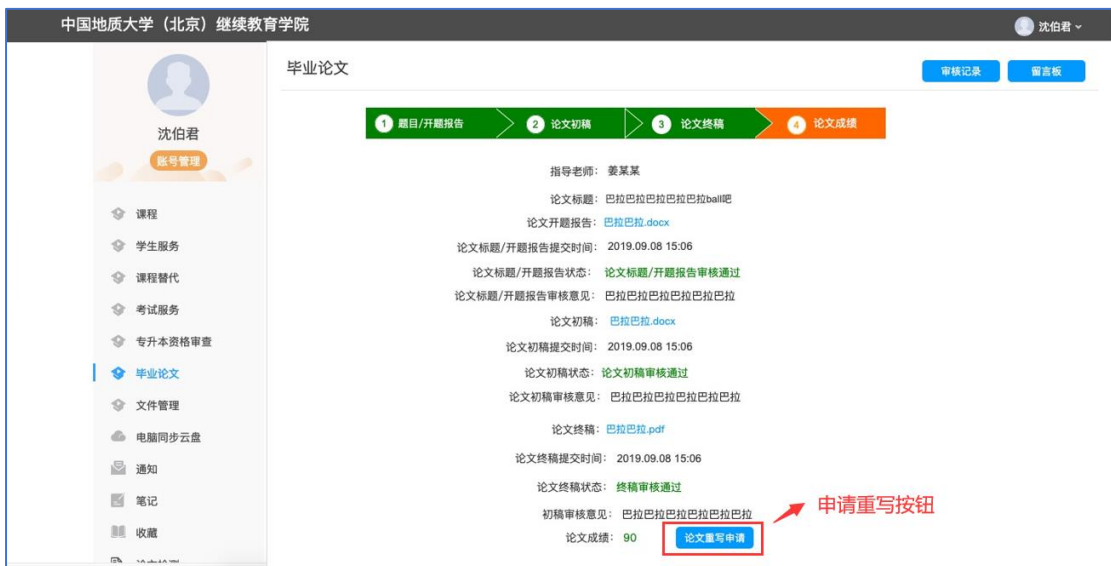 中国地质大学（北京）继续教育学院
沈伯君
沈伯君
账号管理
课程
学生服务
课程替代
考试服务
专升本资格审查
毕业论文
文件管理
电脑同步云盘
通知
笔记
收藏
毕业论文
审核记录
留言板
1 题目/开题报告
2 论文初稿
3 论文终稿
4 论文成绩
指导老师： 姜某某
论文标题： 巴拉巴拉巴拉巴拉巴拉ball吧
论文开题报告： 巴拉巴拉.docx
论文标题/开题报告提交时间： 2019.09.08 15:06
论文标题/开题报告状态： 论文标题/开题报告审核通过
论文标题/开题报告审核意见： 巴拉巴拉巴拉巴拉巴拉巴拉
论文初稿： 巴拉巴拉.docx
论文初稿提交时间： 2019.09.08 15:06
论文初稿状态： 论文初稿审核通过
论文初稿审核意见： 巴拉巴拉巴拉巴拉巴拉巴拉
论文终稿： 巴拉巴拉.pdf
论文终稿提交时间： 2019.09.08 15:06
论文终稿状态： 终稿审核通过
初稿审核意见： 巴拉巴拉巴拉巴拉巴拉巴拉
论文成绩： 90
论文重写申请
申请重写按钮